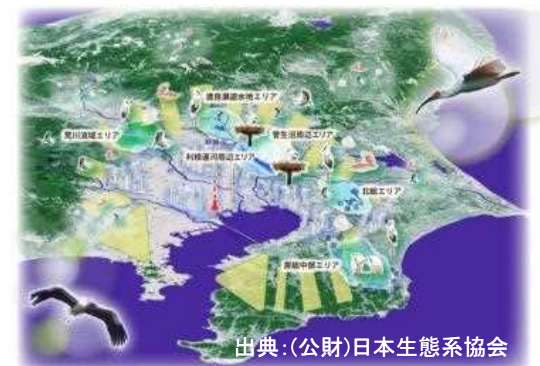 渡良瀬遊水地エリア
荒川流域エリア
菅生沼周辺エリア
利根運河周辺エリア
北総エリア
房総中部エリア
出典:(公財)日本生態系協会